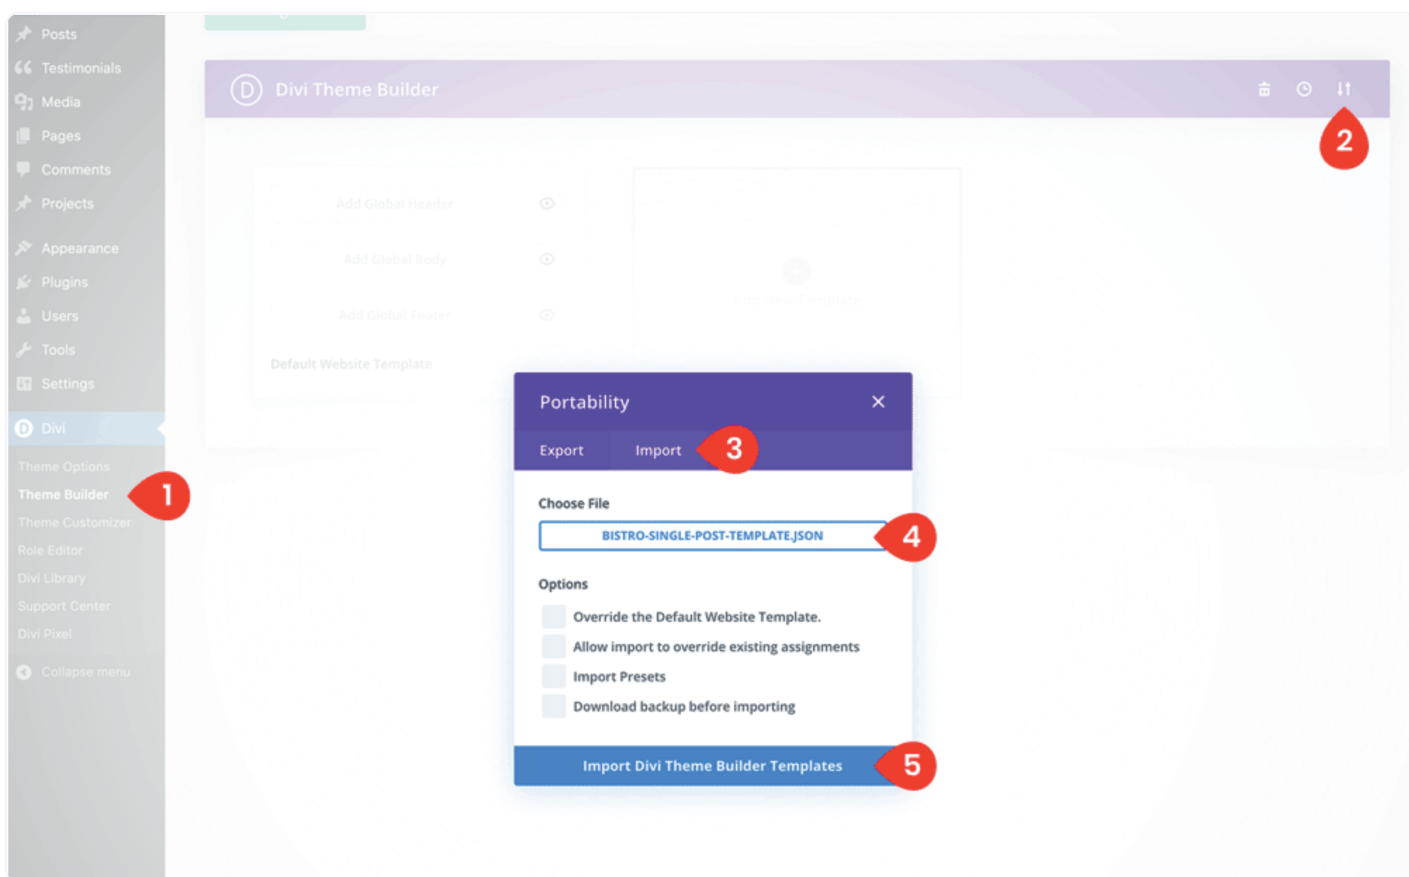 Posts
Testimonials
Media
Pages
Comments
Projects
Appearance
Plugins
Users
Tools
Settings
Divi
Theme Options
Theme Builder
1
Theme Customizer
Role Editor
Divi Library
Support Center
Divi Pixel
Collapse menu
D Divi Theme Builder
2
Add Global Header
Add Global Body
Add Global Footer
Default Website Template
Add New Template
Portability
Export Import 3
Choose File
BISTRO-SINGLE-POST-TEMPLATE.JSON 4
Options
Override the Default Website Template.
Allow import to override existing assignments
Import Presets
Download backup before importing
Import Divi Theme Builder Templates 5